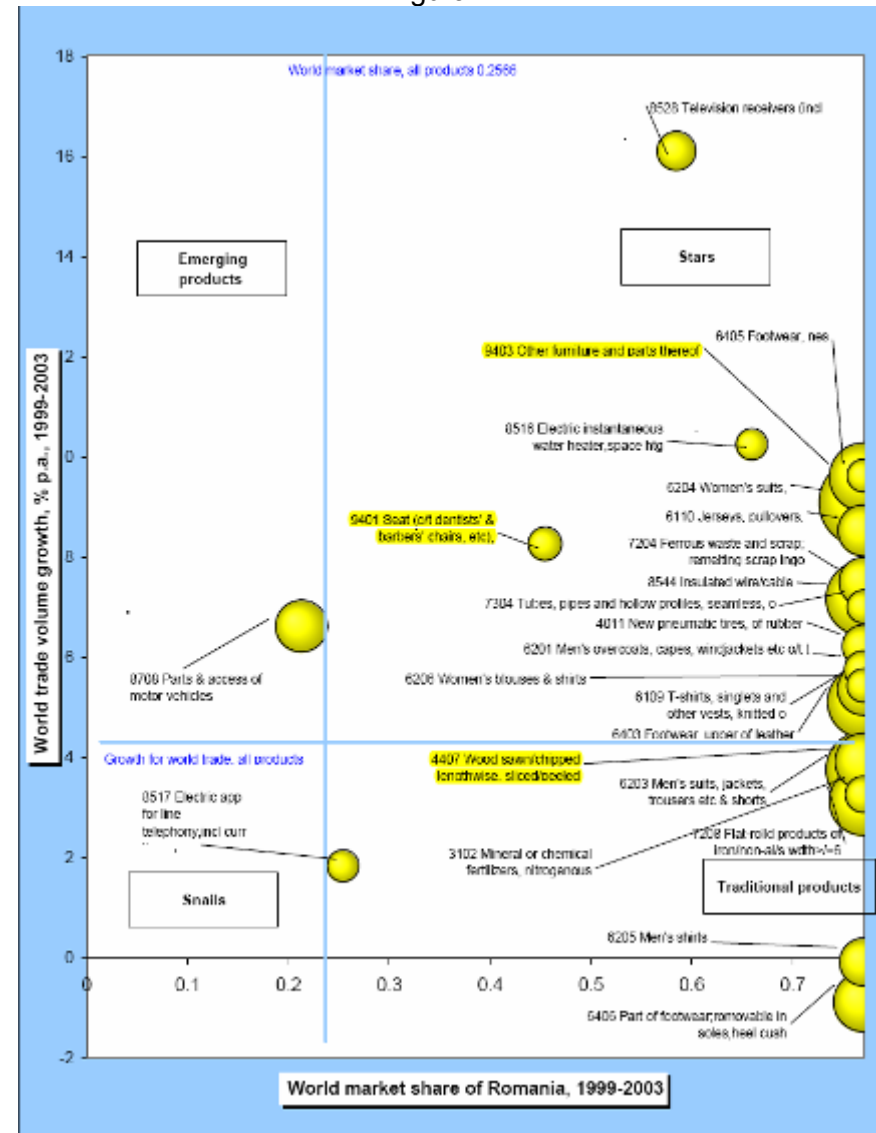 18
World market share, all products 0.2566
8528 Television receivers (incl
16
Emerging
products
Stars
14
6405 Footwear, nes
9403 Other furniture and parts thereof
2
8516 Electric instantaneous
water heater,space htg
0
6204 Women's suits,
9401 Seat (o/t dentists' &
barbers' chairs, etc),
6110 Jerseys, pullovers,
7204 Ferrous waste and scrap;
remelting scrap ingo
8
8544 Insulated wire/cable
7304 Tubes, pipes and hollow profiles, seamless, o
4011 New pneumatic tires, of rubber
6201 Men's overcoats, capes, windjackets etc o/t
6
8708 Parts & access of
motor vehicles
6206 Women's blouses & shirts
6109 T-shirts, singlets and
other vests, knitted o
6403 Footwear, upper of leather
4
Growth for world trade, all products
4407 Wood sawn/chipped
lengthwise, sliced/peeled
6203 Men's suits, jackets,
trousers etc & shorts
8517 Electric app
for line
telephony,incl curr
7208 Flat-rolld products of
iron/non-al/s wdth>/=6
3102 Mineral or chemical
fertilizers, nitrogenous
2
Snails
Traditional products
6205 Men's shirts
0
0 0.1 0.2 0.3 0.4 0.5 0.6 0.7
6406 Part of footwear;romovable in
soles,heel cush
-2
World trade volume growth, % p.a., 1999-2003
World market share of Romania, 1999-2003